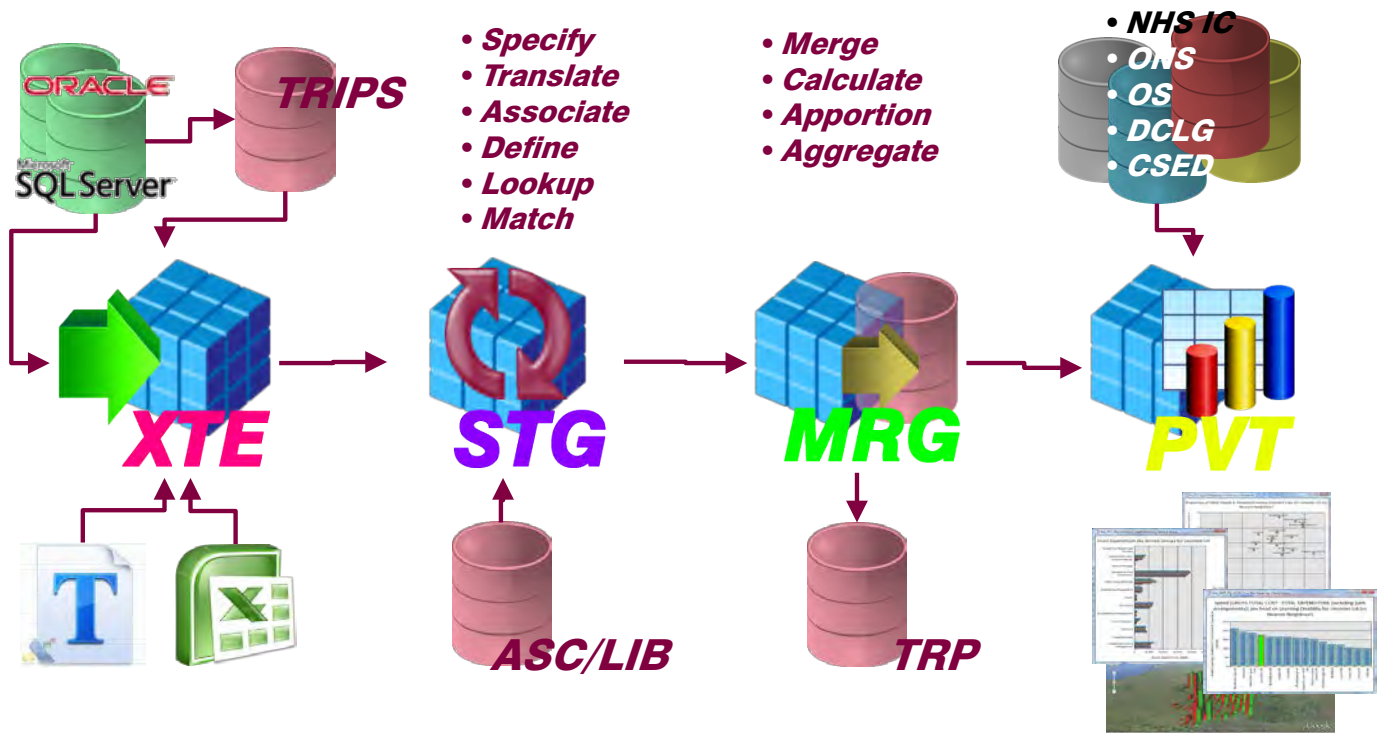 ORACLE
Microsoft
SQL Server
TRIPS
• Specify
• Translate
• Associate
• Define
• Lookup
• Match
• Merge
• Calculate
• Apportion
• Aggregate
• NHS IC
• ONS
• OS
• DCLG
• CSED
XTE
STG
MRG
PVT
T
X
ASC/LIB
TRP